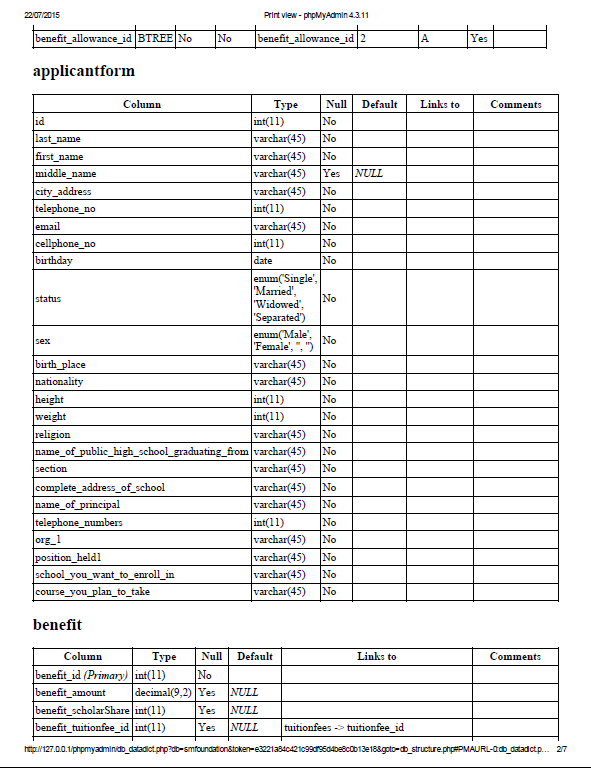 22/07/2015 Print view - phpMyAdmin 4.3.11
benefit_allowance_id BTREE No No benefit_allowance_id 2 A Yes
applicantform
Column Type Null Default Links to Comments
id int(11) No
last_name varchar(45) No
first_name varchar(45) No
middle_name varchar(45) Yes NULL
city_address varchar(45) No
telephone_no int(11) No
email varchar(45) No
cellphone_no int(11) No
birthday date No
status enum('Single', 'Married', 'Widowed', 'Separated') No
sex enum('Male', 'Female', '', '') No
birth_place varchar(45) No
nationality varchar(45) No
height int(11) No
weight int(11) No
religion varchar(45) No
name_of_public_high_school_graduating_from varchar(45) No
section varchar(45) No
complete_address_of_school varchar(45) No
name_of_principal varchar(45) No
telephone_numbers int(11) No
org_1 varchar(45) No
position_held1 varchar(45) No
school_you_want_to_enroll_in varchar(45) No
course_you_plan_to_take varchar(45) No
benefit
Column Type Null Default Links to Comments
benefit_id (Primary) int(11) No
benefit_amount decimal(9,2) Yes NULL
benefit_scholarShare int(11) Yes NULL
benefit_tuitionfee_id int(11) Yes NULL tuitionfees -> tuitionfee_id
http://127.0.0.1/phpmyadmin/db_datadict.php?db=smfoundation&token=e3221a84c421c99df95d4be8c0b13e18&goto=db_structure.php#PMAURL-0:db_datadict.p... 2/7